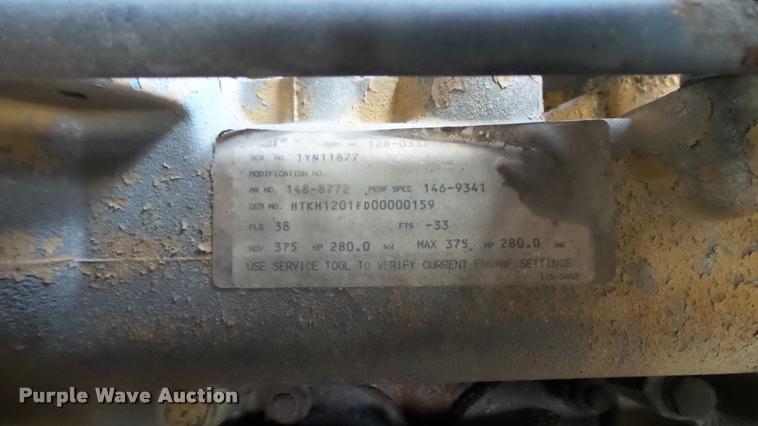 128-0332
SER. NO. 1YN11877
MODIFICATION NO.
AR NO. 148-8772 PERF SPEC 146-9341
OEM NO. HTKH1201FD00000159
FLS 38 FTS -33
ADV 375 HP 280.0 kW MAX 375 HP 280.0 kW
USE SERVICE TOOL TO VERIFY CURRENT ENGINE SETTINGS
Purple Wave Auction